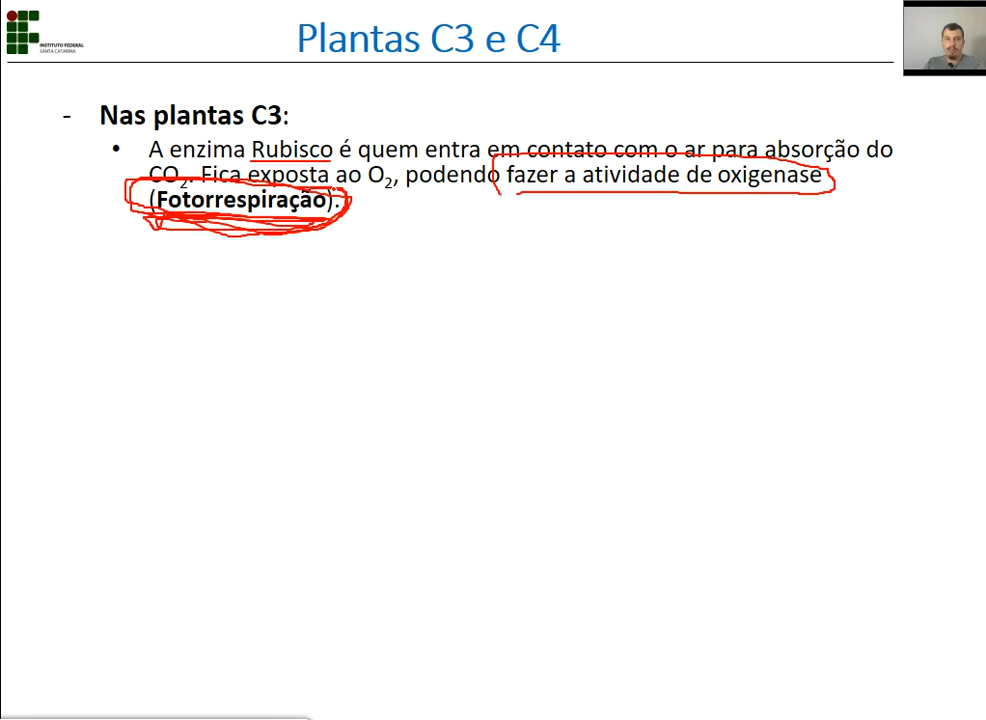 INSTITUTO FEDERAL
SANTA CATARINA
Plantas C3 e C4
- Nas plantas C3:
• A enzima Rubisco é quem entra em contato com o ar para absorção do
CO2. Fica exposta ao O2, podendo fazer a atividade de oxigenase
(Fotorrespiração).